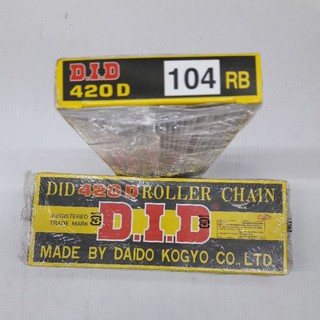 D.I.D
420D
104 RB
DID 420D ROLLER CHAIN
REGISTERED
TRADE MARK
D.I.D
MADE BY DAIDO KOGYO CO., LTD.